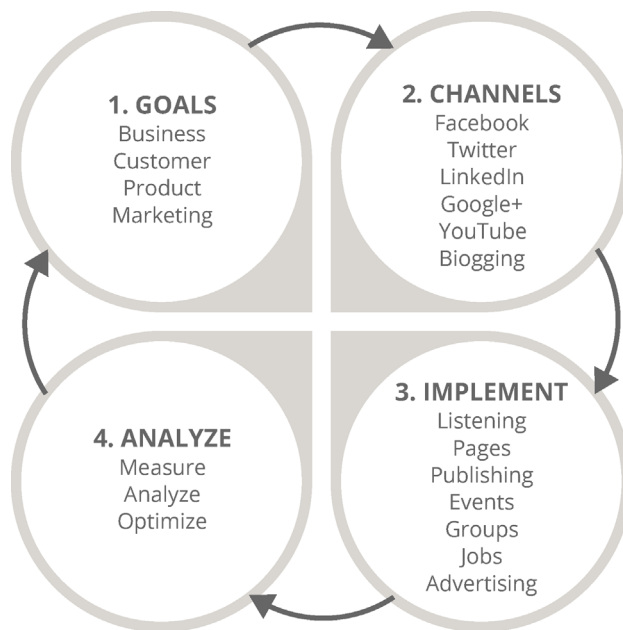 1. GOALS
Business
Customer
Product
Marketing
2. CHANNELS
Facebook
Twitter
LinkedIn
Google+
YouTube
Biogging
3. IMPLEMENT
Listening
Pages
Publishing
Events
Groups
Jobs
Advertising
4. ANALYZE
Measure
Analyze
Optimize